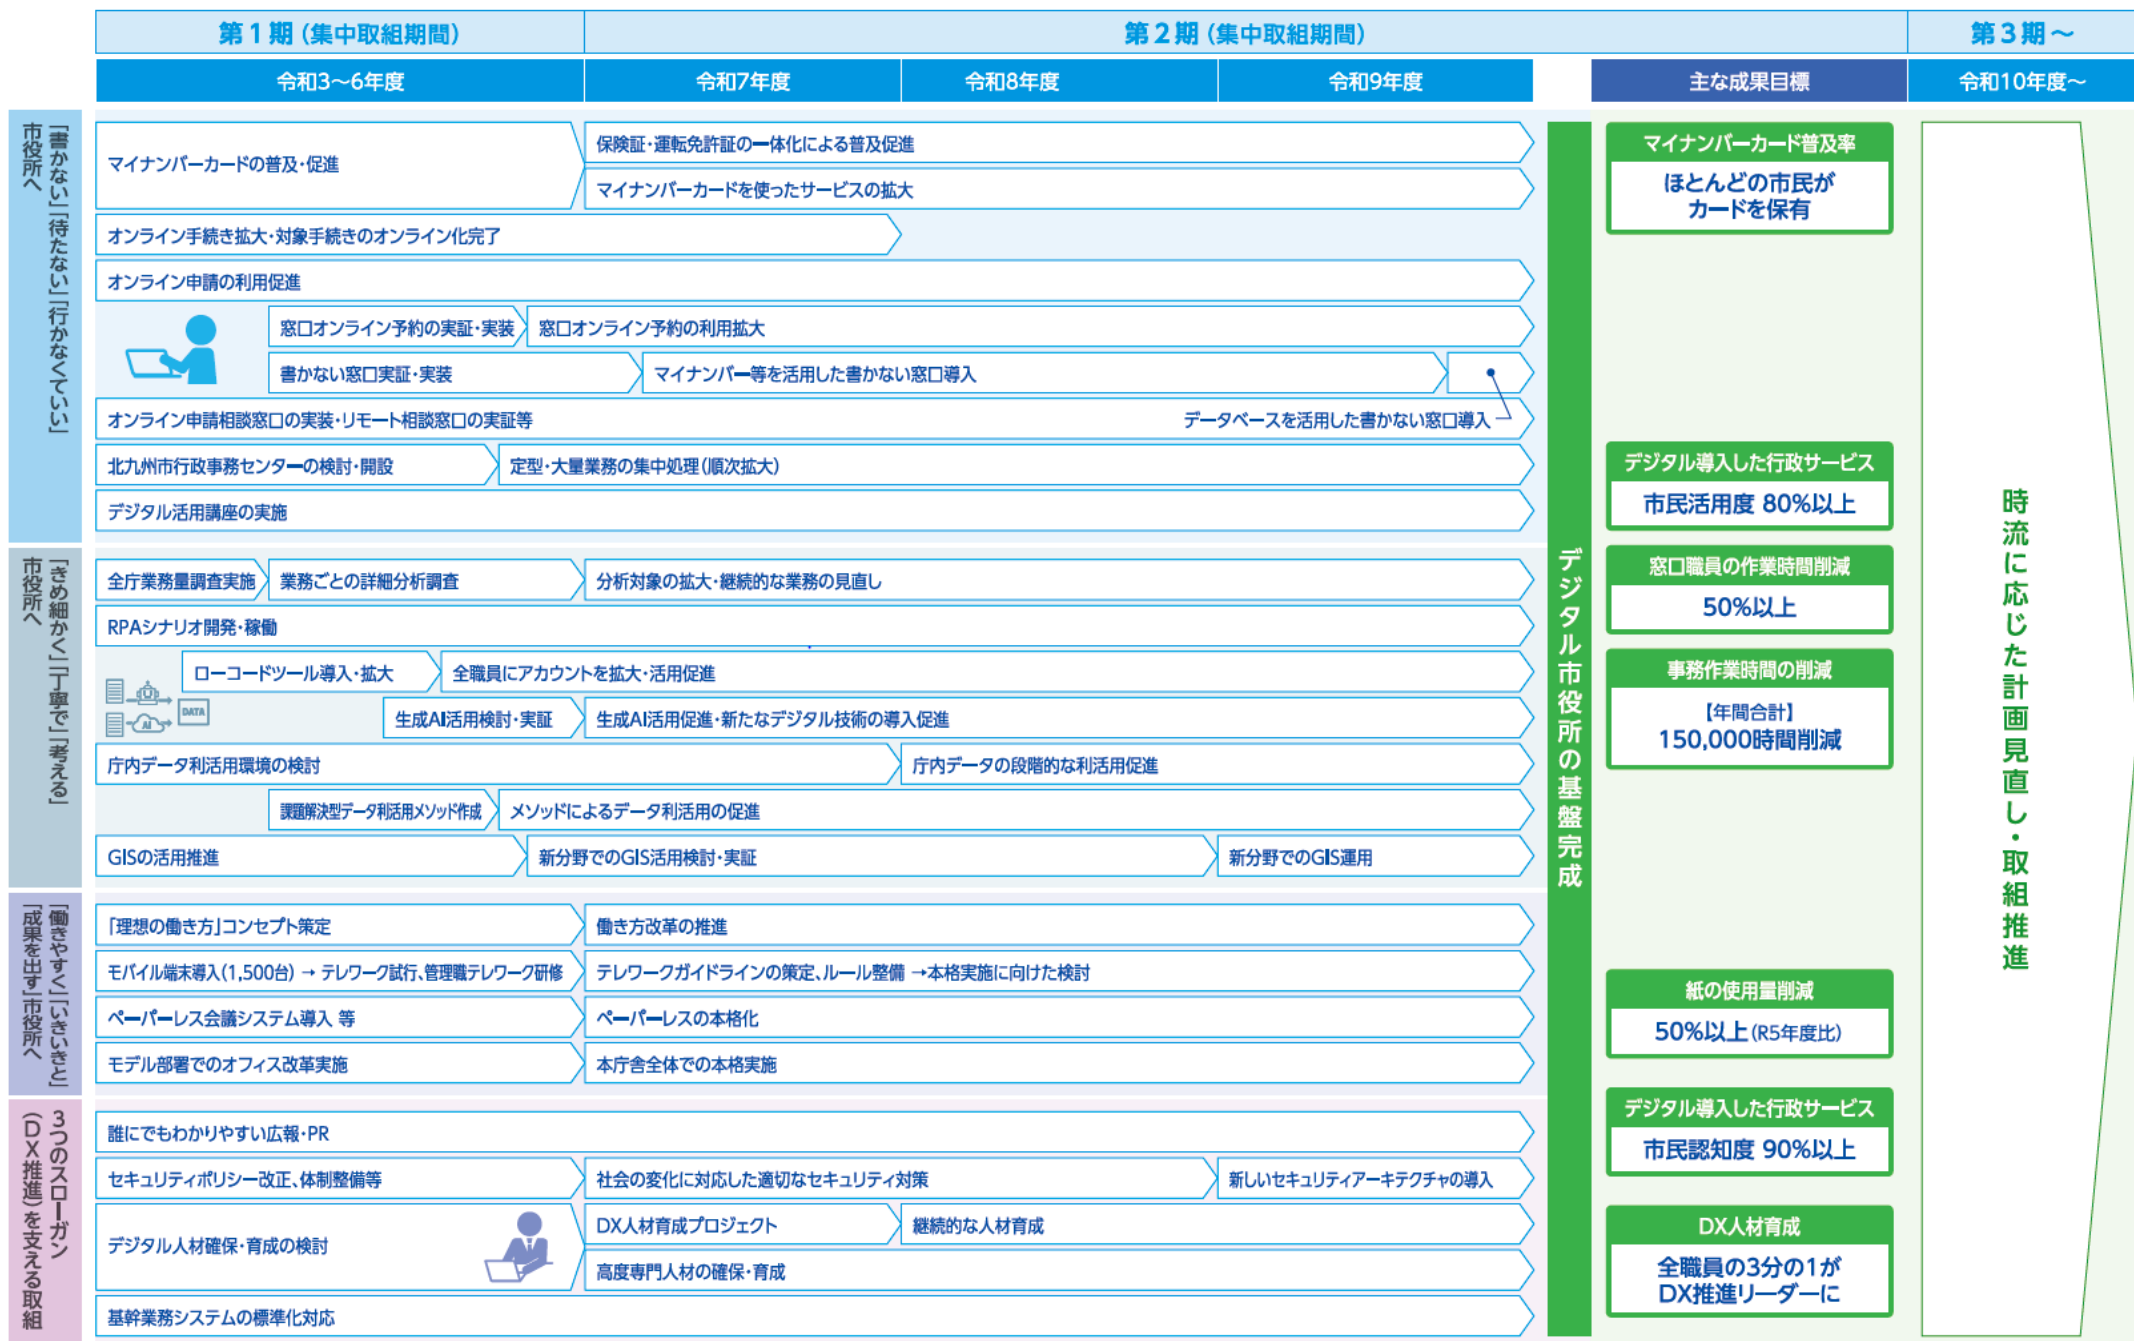 第1期(集中取組期間)
第2期(集中取組期間)
第3期～
令和3～6年度
令和7年度
令和8年度
令和9年度
主な成果目標
令和10年度～
「書かない」「待たない」「行かなくていい」
市役所へ
マイナンバーカードの普及・促進
保険証・運転免許証の一体化による普及促進
マイナンバーカードを使ったサービスの拡大
オンライン手続き拡大・対象手続きのオンライン化完了
オンライン申請の利用促進
窓口オンライン予約の実証・実装
窓口オンライン予約の利用拡大
書かない窓口実証・実装
マイナンバー等を活用した書かない窓口導入
オンライン申請相談窓口の実装・リモート相談窓口の実証等
データベースを活用した書かない窓口導入
北九州市行政事務センターの検討・開設
定型・大量業務の集中処理(順次拡大)
デジタル活用講座の実施
「きめ細かく」「丁寧で」「考える」
市役所へ
全庁業務量調査実施
業務ごとの詳細分析調査
分析対象の拡大・継続的な業務の見直し
RPAシナリオ開発・稼働
ローコードツール導入・拡大
全職員にアカウントを拡大・活用促進
DATA
AI
生成AI活用検討・実証
生成AI活用促進・新たなデジタル技術の導入促進
庁内データ利活用環境の検討
庁内データの段階的な利活用促進
課題解決型データ利活用メソッド作成
メソッドによるデータ利活用の促進
GISの活用推進
新分野でのGIS活用検討・実証
新分野でのGIS運用
「働きやすく」「いきいきと」
「成果を出す」市役所へ
「理想の働き方」コンセプト策定
働き方改革の推進
モバイル端末導入(1,500台) → テレワーク試行、管理職テレワーク研修
テレワークガイドラインの策定、ルール整備 →本格実施に向けた検討
ペーパーレス会議システム導入 等
ペーパーレスの本格化
モデル部署でのオフィス改革実施
本庁舎全体での本格実施
3つのスローガン
(DX推進)を支える取組
誰にでもわかりやすい広報・PR
セキュリティポリシー改正、体制整備等
社会の変化に対応した適切なセキュリティ対策
新しいセキュリティアーキテクチャの導入
デジタル人材確保・育成の検討
DX人材育成プロジェクト
継続的な人材育成
高度専門人材の確保・育成
基幹業務システムの標準化対応
デジタル市役所の基盤完成
マイナンバーカード普及率
ほとんどの市民が
カードを保有
デジタル導入した行政サービス
市民活用度 80%以上
窓口職員の作業時間削減
50%以上
事務作業時間の削減
【年間合計】
150,000時間削減
紙の使用量削減
50%以上(R5年度比)
デジタル導入した行政サービス
市民認知度 90%以上
DX人材育成
全職員の3分の1が
DX推進リーダーに
時流に応じた計画見直し・取組推進